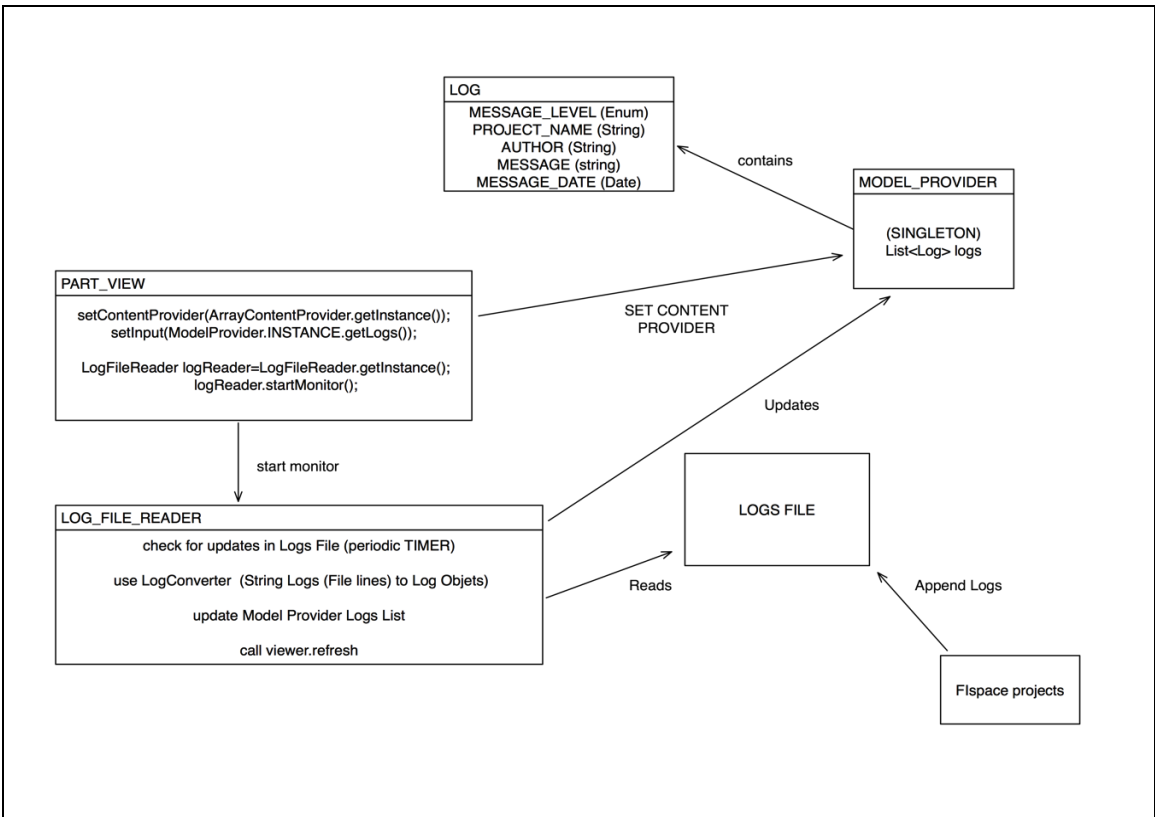 LOG
MESSAGE_LEVEL (Enum)
PROJECT_NAME (String)
AUTHOR (String)
MESSAGE (string)
MESSAGE_DATE (Date)
contains
MODEL_PROVIDER
(SINGLETON)
List<Log> logs
PART_VIEW
setContentProvider(ArrayContentProvider.getInstance());
setInput(ModelProvider.INSTANCE.getLogs());
LogFileReader logReader=LogFileReader.getInstance();
logReader.startMonitor();
SET CONTENT
PROVIDER
Updates
start monitor
LOG_FILE_READER
check for updates in Logs File (periodic TIMER)
use LogConverter (String Logs (File lines) to Log Objets)
update Model Provider Logs List
call viewer.refresh
LOGS FILE
Reads
Append Logs
FIspace projects